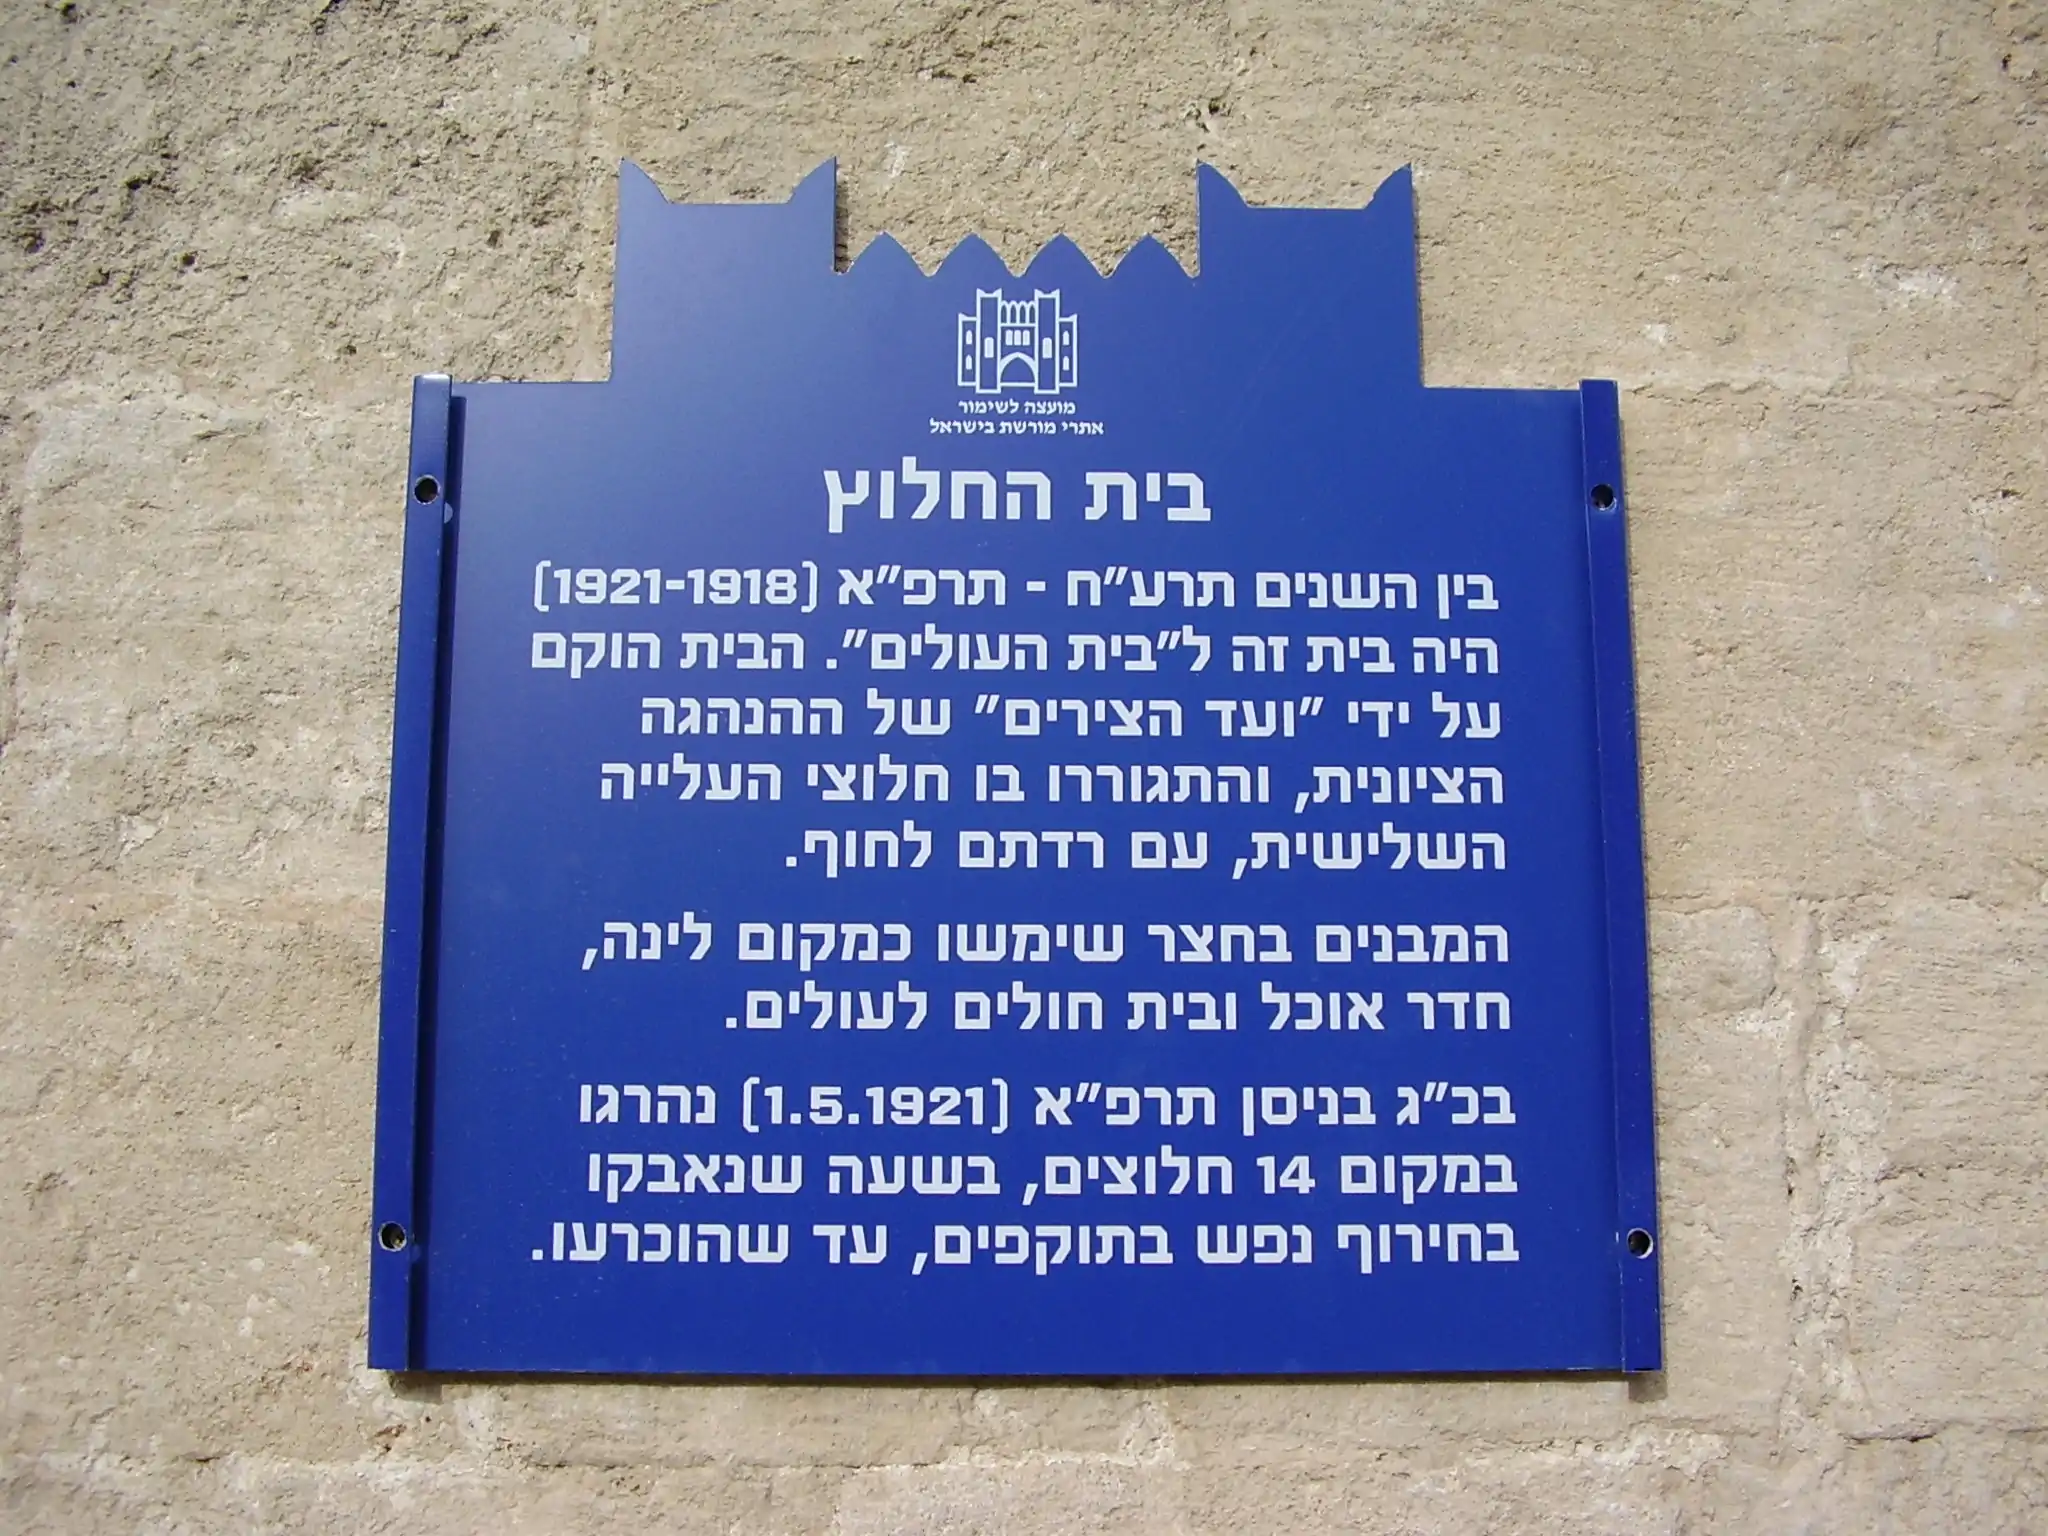 מועצה לשימור
אתרי מורשת בישראל
בית החלוץ
בין השנים תרע"ח - תרפ"א (1921-1918)
היה בית זה ל"בית העולים". הבית הוקם
על ידי "ועד הצירים" של ההנהגה
הציונית, והתגוררו בו חלוצי העלייה
השלישית, עם רדתם לחוף.
המבנים בחצר שימשו כמקום לינה,
חדר אוכל ובית חולים לעולים.
בכ"ג בניסן תרפ"א (1.5.1921) נהרגו
במקום 14 חלוצים, בשעה שנאבקו
בחירוף נפש בתוקפים, עד שהוכרעו.